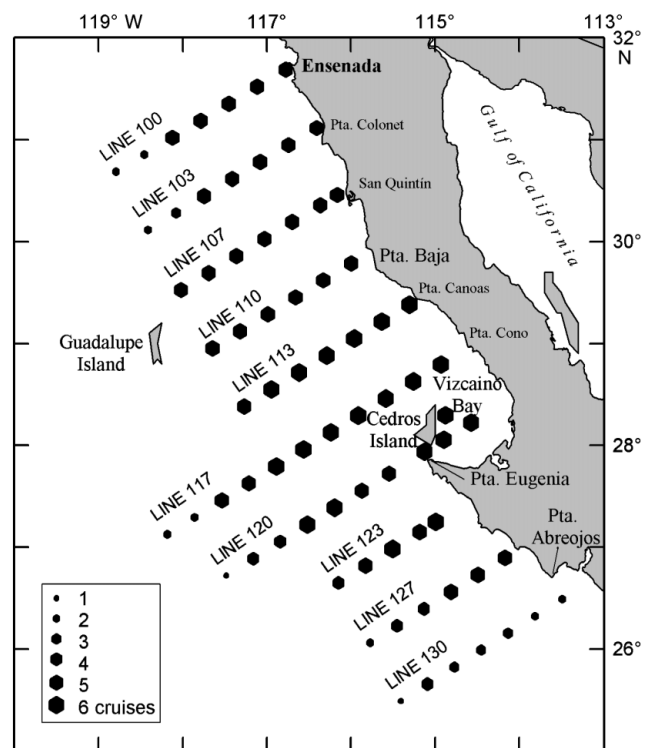 119° W
117°
115°
113°
32°
N
Ensenada
Pta. Colonet
LINE 100
Gulf of California
LINE 103
San Quintín
LINE 107
30°
Pta. Baja
LINE 110
Pta. Canoas
Guadalupe
Island
Pta. Cono
LINE 113
Vizcaino
Bay
Cedros
Island
28°
LINE 117
Pta. Eugenia
LINE 120
Pta.
Abreojos
LINE 123
LINE 127
LINE 130
26°
1
2
3
4
5
6 cruises